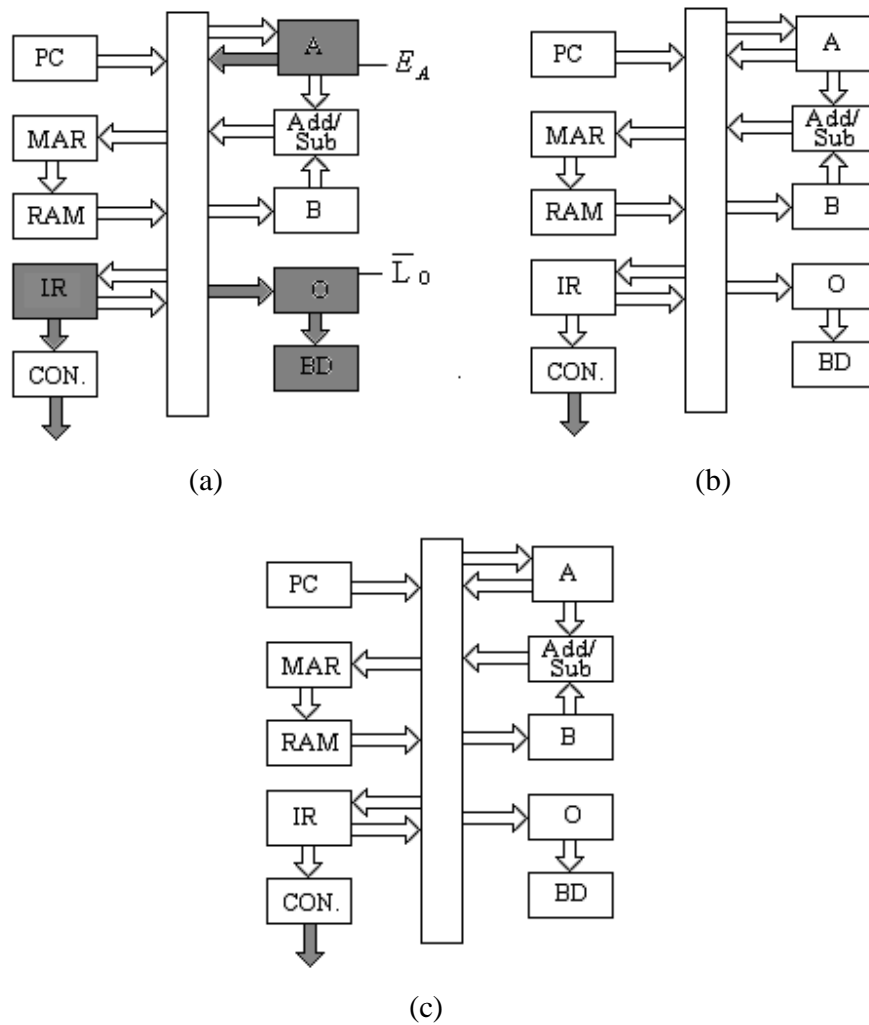 A
PC
E_A
MAR
Add/
Sub
RAM
B
IR
O
L̅_0
CON.
BD
(a)
A
PC
MAR
Add/
Sub
RAM
B
IR
O
CON.
BD
(b)
A
PC
MAR
Add/
Sub
RAM
B
IR
O
CON.
BD
(c)